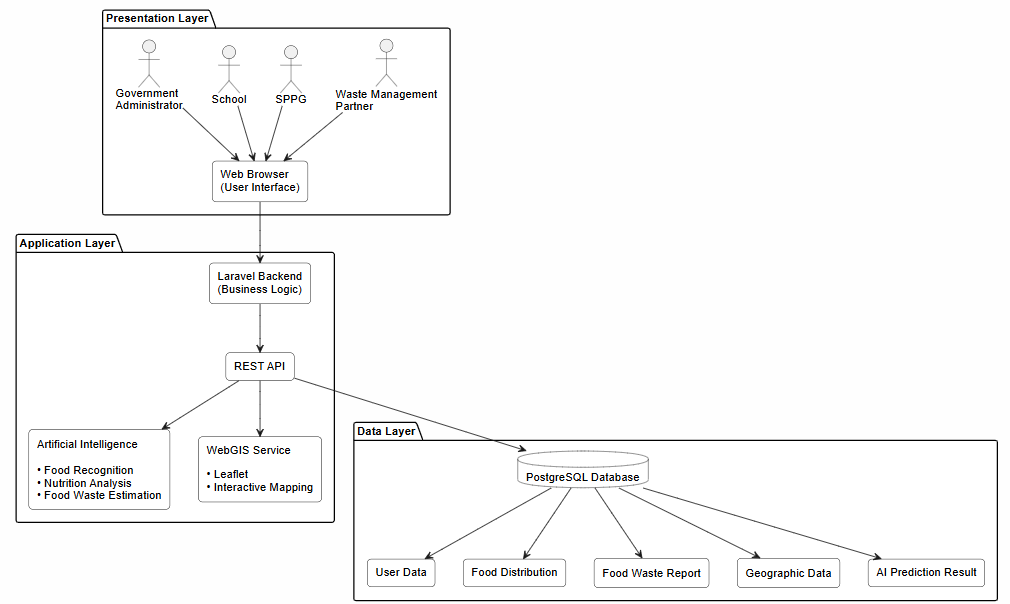 Presentation Layer
Government
Administrator
School
SPPG
Waste Management
Partner
Web Browser
(User Interface)
Application Layer
Laravel Backend
(Business Logic)
REST API
Artificial Intelligence
• Food Recognition
• Nutrition Analysis
• Food Waste Estimation
WebGIS Service
• Leaflet
• Interactive Mapping
Data Layer
PostgreSQL Database
User Data
Food Distribution
Food Waste Report
Geographic Data
AI Prediction Result